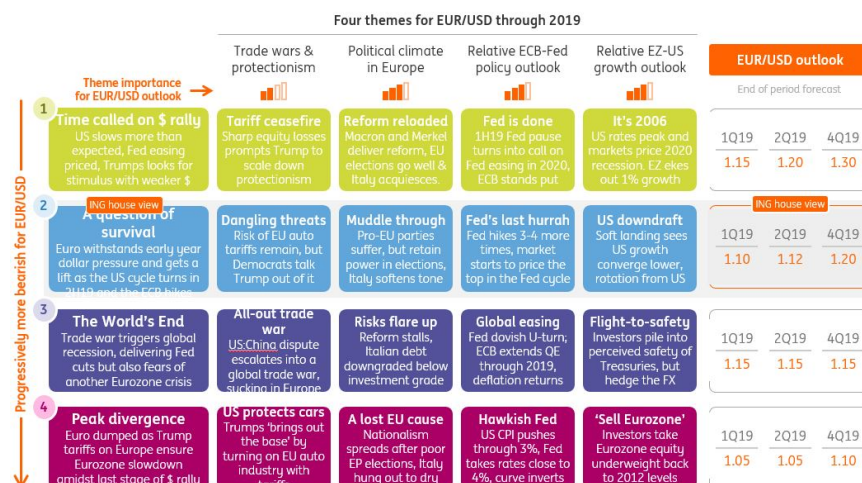 Four themes for EUR/USD through 2019
Theme importance
for EUR/USD outlook
Trade wars &
protectionism
Political climate
in Europe
Relative ECB-Fed
policy outlook
Relative EZ-US
growth outlook
EUR/USD outlook
End of period forecast
Progressively more bearish for EUR/USD
1
Time called on $ rally
US slows more than
expected, Fed easing
priced, Trump looks for
stimulus with weaker $
Tariff ceasefire
Sharp equity losses
prompts Trump to
scale down
protectionism
Reform reloaded
Macron and Merkel
deliver reform, EU
elections go well &
Italy acquiesces.
Fed is done
1H19 Fed pause
turns into call on
Fed easing in 2020,
ECB stands put
It's 2006
US rates peak and
markets price 2020
recession. EZ ekes
out 1% growth
1Q19 2Q19 4Q19
1.15 1.20 1.30
2
ING house view
A question of
survival
Euro withstands early year
dollar pressure and gets a
lift as the US cycle turns in
2H19 and the ECB hikes
Dangling threats
Risk of EU auto
tariffs remain, but
Democrats talk
Trump out of it
Muddle through
Pro-EU parties
suffer, but retain
power in elections,
Italy softens tone
Fed's last hurrah
Fed hikes 3-4 more
times, market
starts to price the
top in the Fed cycle
US downdraft
Soft landing sees
US growth
converge lower,
rotation from US
ING house view
1Q19 2Q19 4Q19
1.10 1.12 1.20
3
The World's End
Trade war triggers global
recession, delivering Fed
cuts but also fears of
another Eurozone crisis
All-out trade
war
US:China dispute
escalates into a
global trade war,
sucking in Europe
Risks flare up
Reform stalls,
Italian debt
downgraded below
investment grade
Global easing
Fed dovish U-turn;
ECB extends QE
through 2019,
deflation returns
Flight-to-safety
Investors pile into
perceived safety of
Treasuries, but
hedge the FX
1Q19 2Q19 4Q19
1.15 1.15 1.15
4
Peak divergence
Euro dumped as Trump
tariffs on Europe ensure
Eurozone slowdown
amidst last stage of $ rally
US protects cars
Trumps 'brings out
the base' by
turning on EU auto
industry with
A lost EU cause
Nationalism
spreads after poor
EP elections, Italy
hung out to dry
Hawkish Fed
US CPI pushes
through 3%, Fed
takes rates close to
4%, curve inverts
'Sell Eurozone'
Investors take
Eurozone equity
underweight back
to 2012 levels
1Q19 2Q19 4Q19
1.05 1.05 1.10